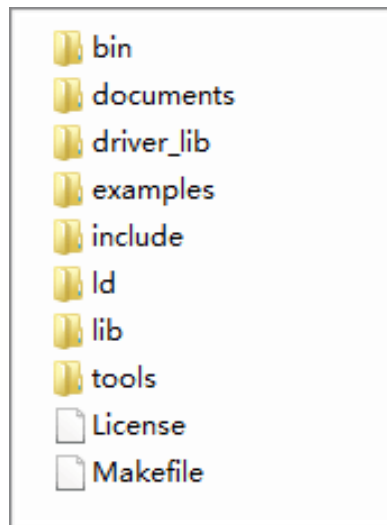 bin
documents
driver_lib
examples
include
ld
lib
tools
License
Makefile